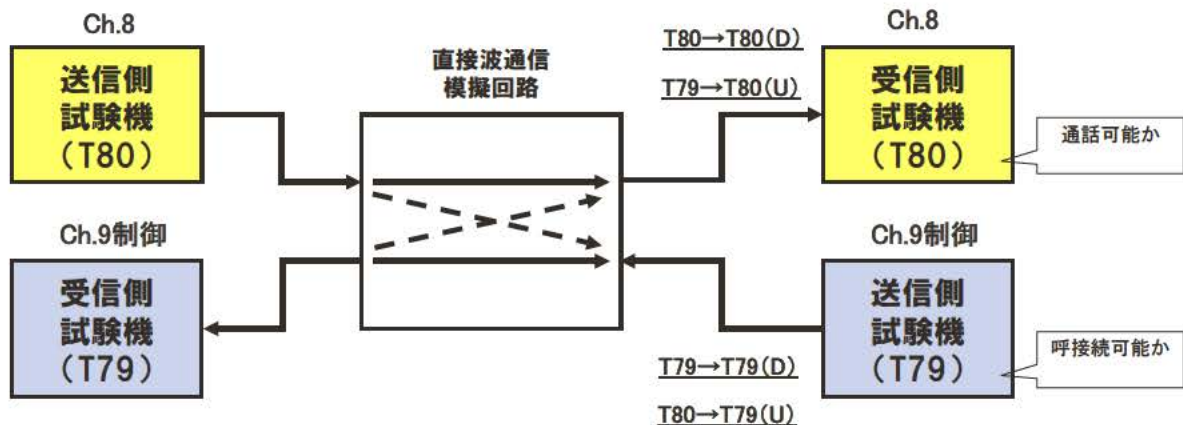 Ch.8
送信側
試験機
（T80）
直接波通信
模擬回路
T80→T80(D)
T79→T80(U)
Ch.8
受信側
試験機
（T80）
通話可能か
Ch.9制御
受信側
試験機
（T79）
Ch.9制御
送信側
試験機
（T79）
呼接続可能か
T79→T79(D)
T80→T79(U)